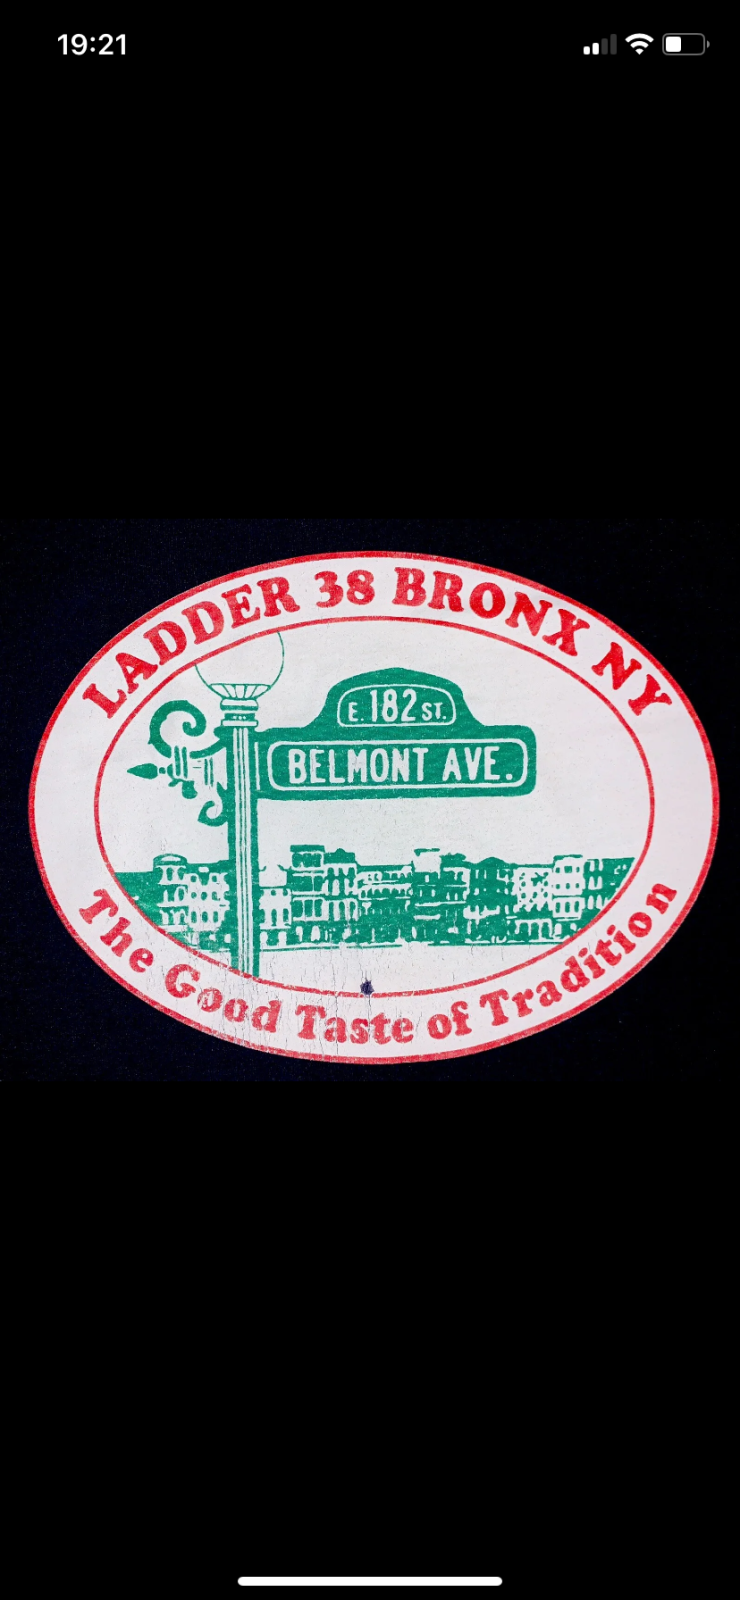 19:21
LADDER 38 BRONX NY
E. 182 ST.
BELMONT AVE.
The Good Taste of Tradition